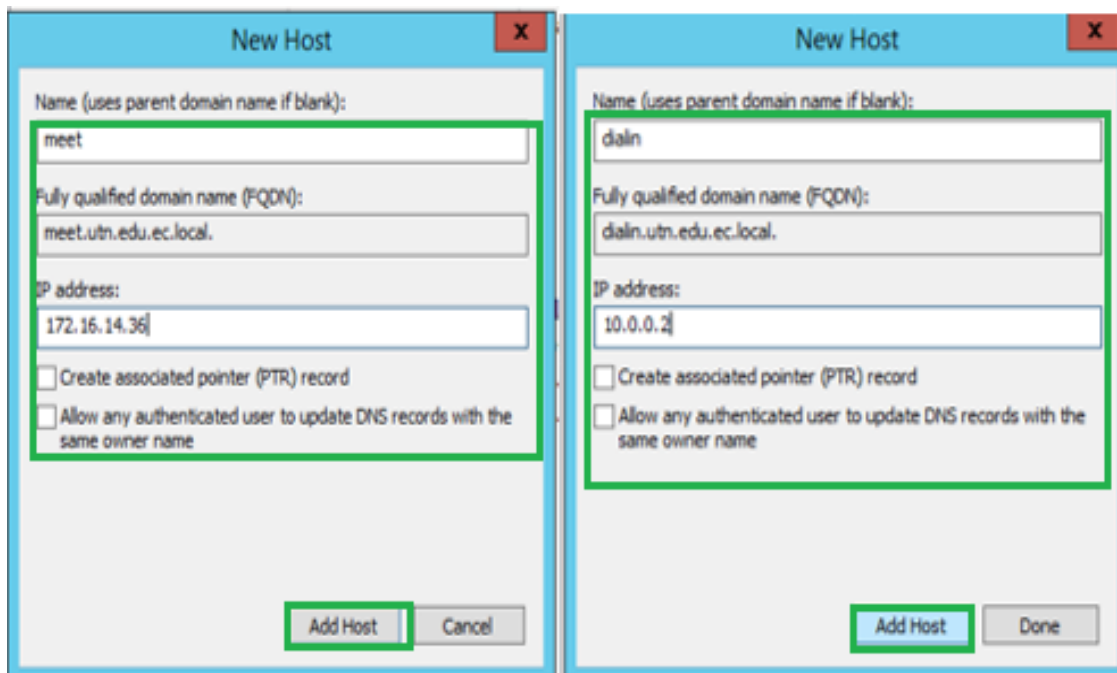 New Host
x
Name (uses parent domain name if blank):
meet
Fully qualified domain name (FQDN):
meet.utn.edu.ec.local.
IP address:
172.16.14.36
Create associated pointer (PTR) record
Allow any authenticated user to update DNS records with the
same owner name
Add Host
Cancel
New Host
x
Name (uses parent domain name if blank):
dialin
Fully qualified domain name (FQDN):
dialin.utn.edu.ec.local.
IP address:
10.0.0.2
Create associated pointer (PTR) record
Allow any authenticated user to update DNS records with the
same owner name
Add Host
Done